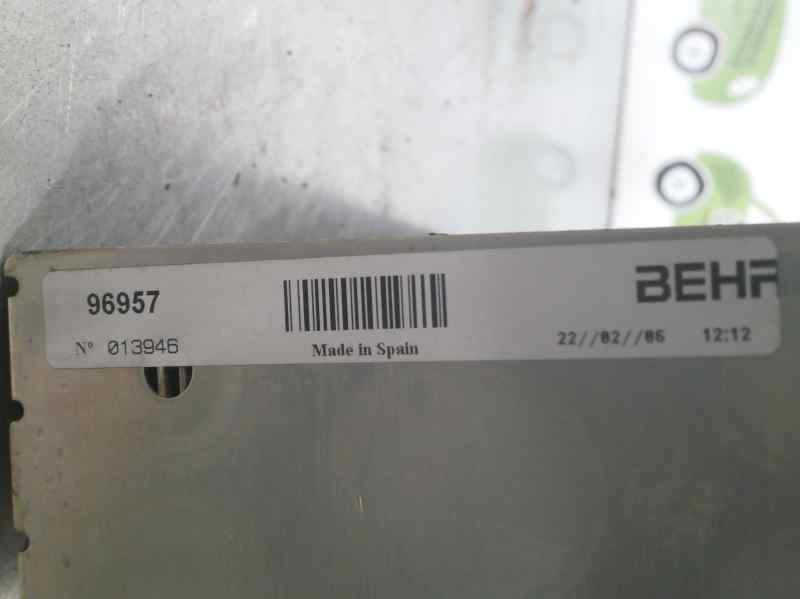 96957
BEHR
Nº 013946
Made in Spain
22//02//06 12:12